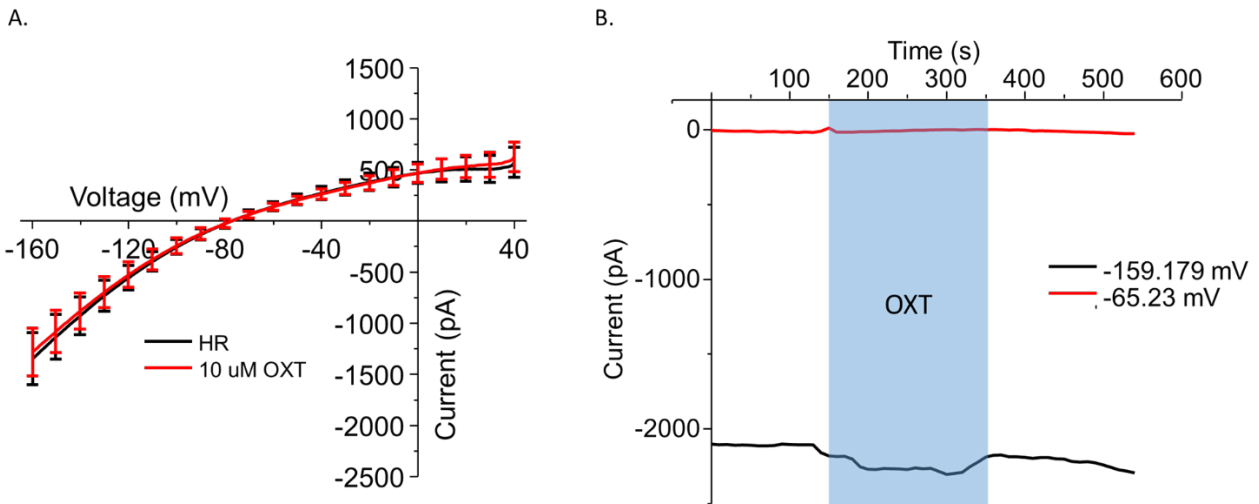 A.
1500
1000
500
Voltage (mV)
-160
-120
-80
-40
40
-500
-1000
-1500
-2000
-2500
Current (pA)
HR
10 uM OXT
B.
Time (s)
100 200 300 400 500 600
0
-1000
-2000
Current (pA)
OXT
-159.179 mV
-65.23 mV